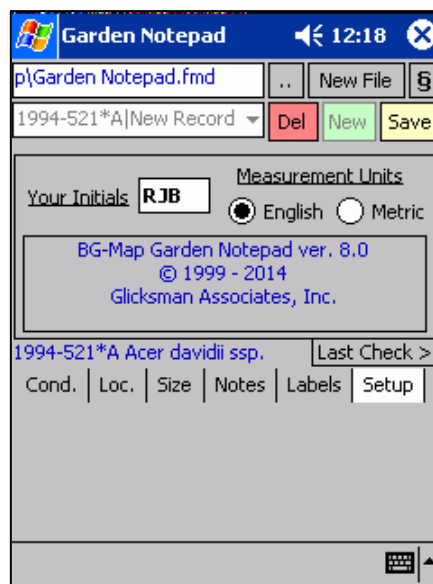 Garden Notepad 12:18
p\Garden Notepad.fmd .. New File §
1994-521*A|New Record Del New Save
Measurement Units
Your Initials RJB English Metric
BG-Map Garden Notepad ver. 8.0
© 1999 - 2014
Glicksman Associates, Inc.
1994-521*A Acer davidii ssp. Last Check >
Cond. Loc. Size Notes Labels Setup